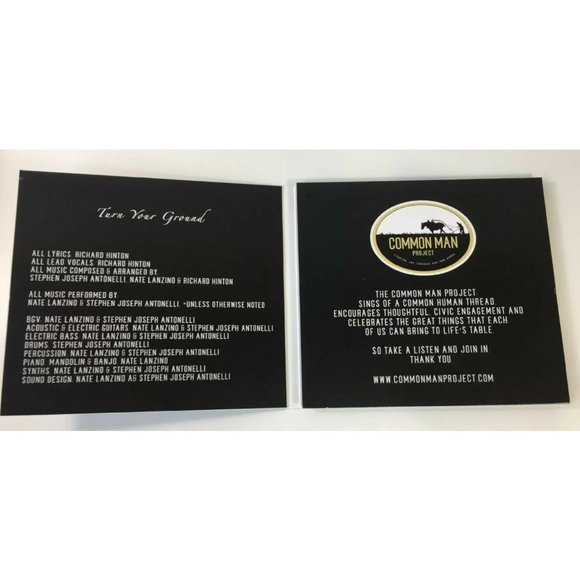 Turn Your Ground
ALL LYRICS: RICHARD HINTON
ALL LEAD VOCALS: RICHARD HINTON
ALL MUSIC COMPOSED & ARRANGED BY
STEPHEN JOSEPH ANTONELLI, NATE LANZINO & RICHARD HINTON
ALL MUSIC PERFORMED BY
NATE LANZINO & STEPHEN JOSEPH ANTONELLI, *UNLESS OTHERWISE NOTED
BGV: NATE LANZINO & STEPHEN JOSEPH ANTONELLI
ACOUSTIC & ELECTRIC GUITARS: NATE LANZINO & STEPHEN JOSEPH ANTONELLI
ELECTRIC BASS: NATE LANZINO & STEPHEN JOSEPH ANTONELLI
DRUMS: STEPHEN JOSEPH ANTONELLI
PERCUSSION: NATE LANZINO & STEPHEN JOSEPH ANTONELLI
PIANO, MANDOLIN & BANJO: NATE LANZINO
SYNTHS: NATE LANZINO & STEPHEN JOSEPH ANTONELLI
SOUND DESIGN: NATE LANZINO A& STEPHEN JOSEPH ANTONELLI
COMMON MAN
PROJECT
THE COMMON MAN PROJECT
SINGS OF A COMMON HUMAN THREAD,
ENCOURAGES THOUGHTFUL, CIVIC ENGAGEMENT AND
CELEBRATES THE GREAT THINGS THAT EACH
OF US CAN BRING TO LIFE'S TABLE.
SO TAKE A LISTEN AND JOIN IN.
THANK YOU
WWW.COMMONMANPROJECT.COM